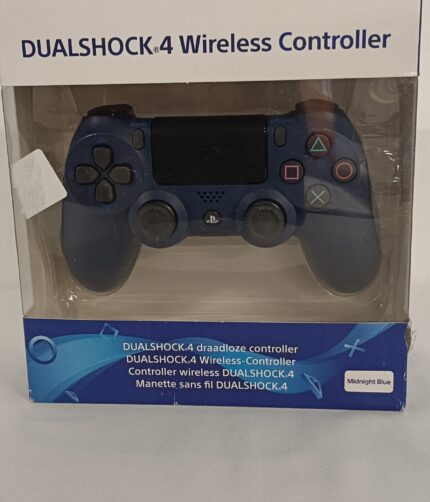 DUALSHOCK®4 Wireless Controller
DUALSHOCK®4 draadloze controller
DUALSHOCK®4 Wireless-Controller
Controller wireless DUALSHOCK®4
Manette sans fil DUALSHOCK®4
Midnight Blue